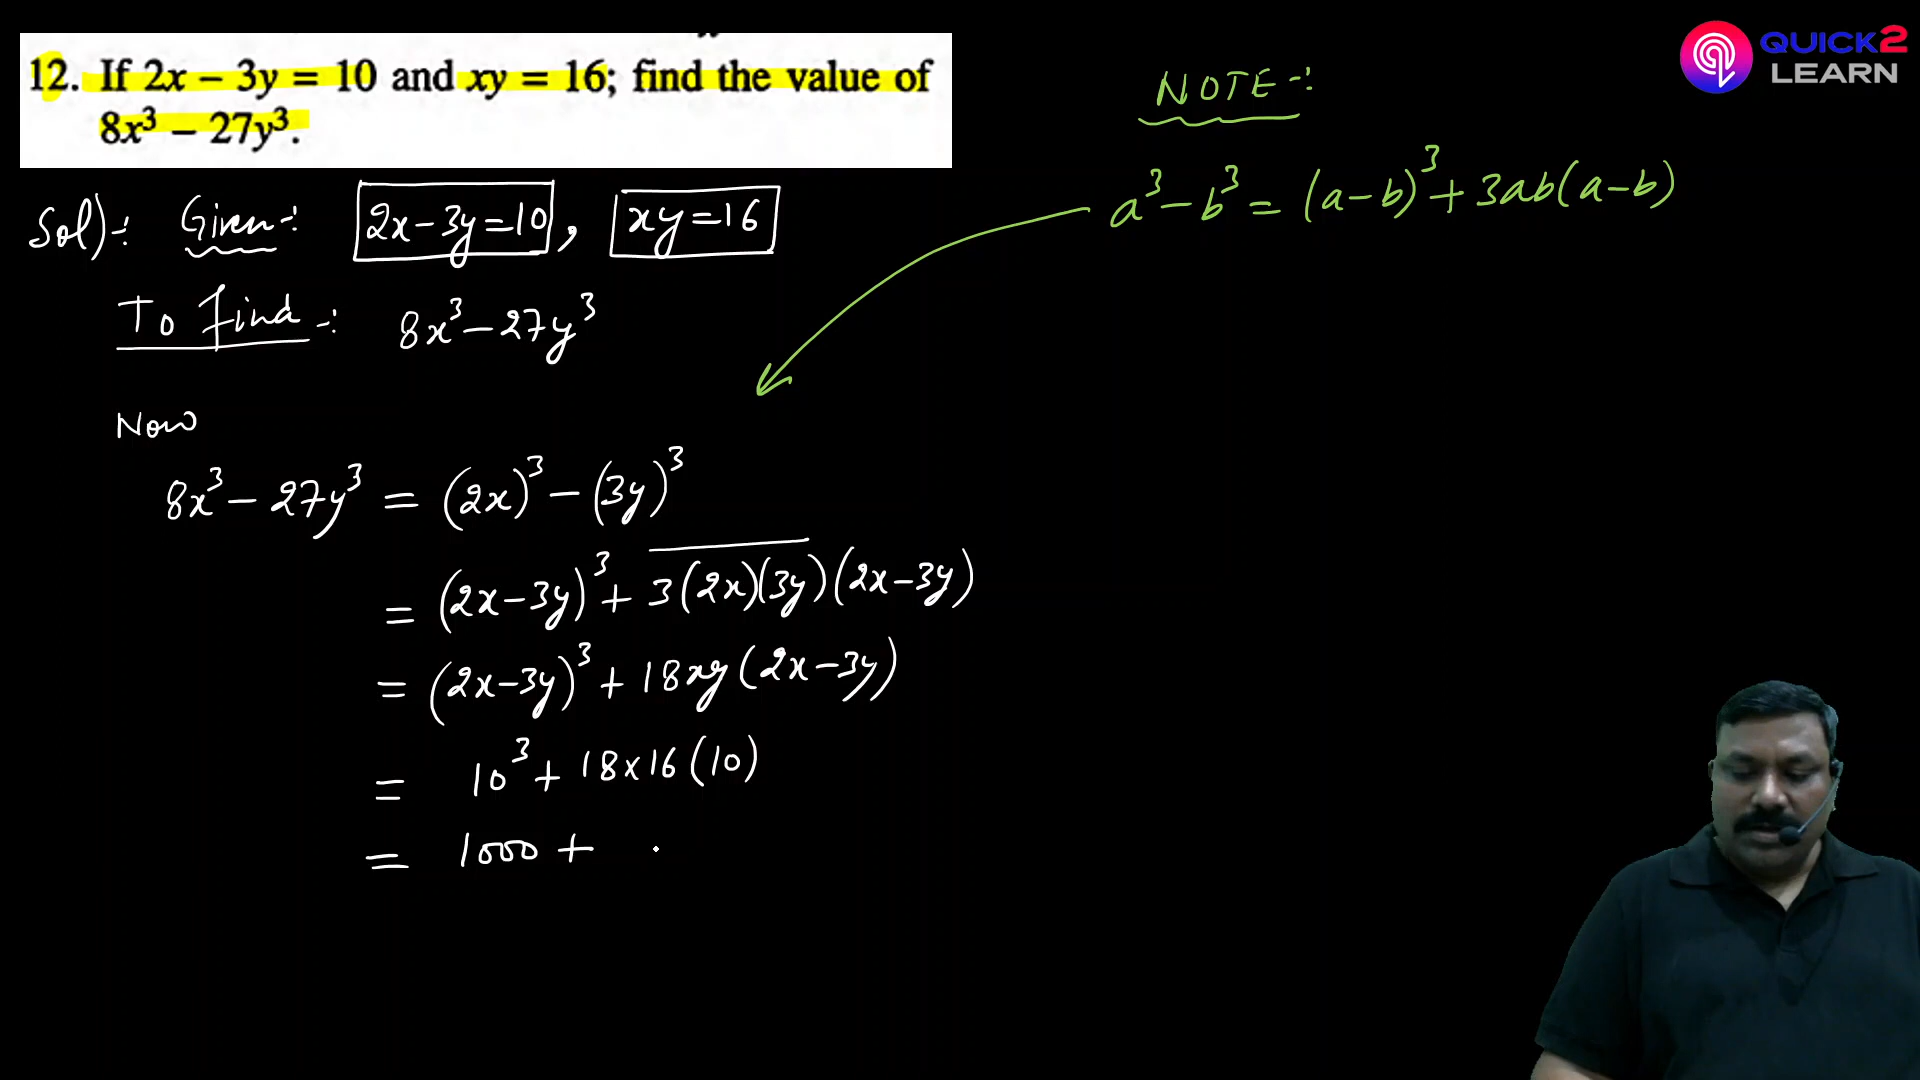 12. If 2x – 3y = 10 and xy = 16; find the value of
8x³ – 27y³.
QUICK2
LEARN
NOTE -:
a³ - b³ = (a-b)³ + 3ab(a-b)
Sol) -: Given -: 2x-3y=10, xy=16
To find -: 8x³ - 27y³
Now
8x³ - 27y³ = (2x)³ - (3y)³
= (2x-3y)³ + 3(2x)(3y)(2x-3y)
= (2x-3y)³ + 18xy(2x-3y)
= 10³ + 18×16(10)
= 1000 + .